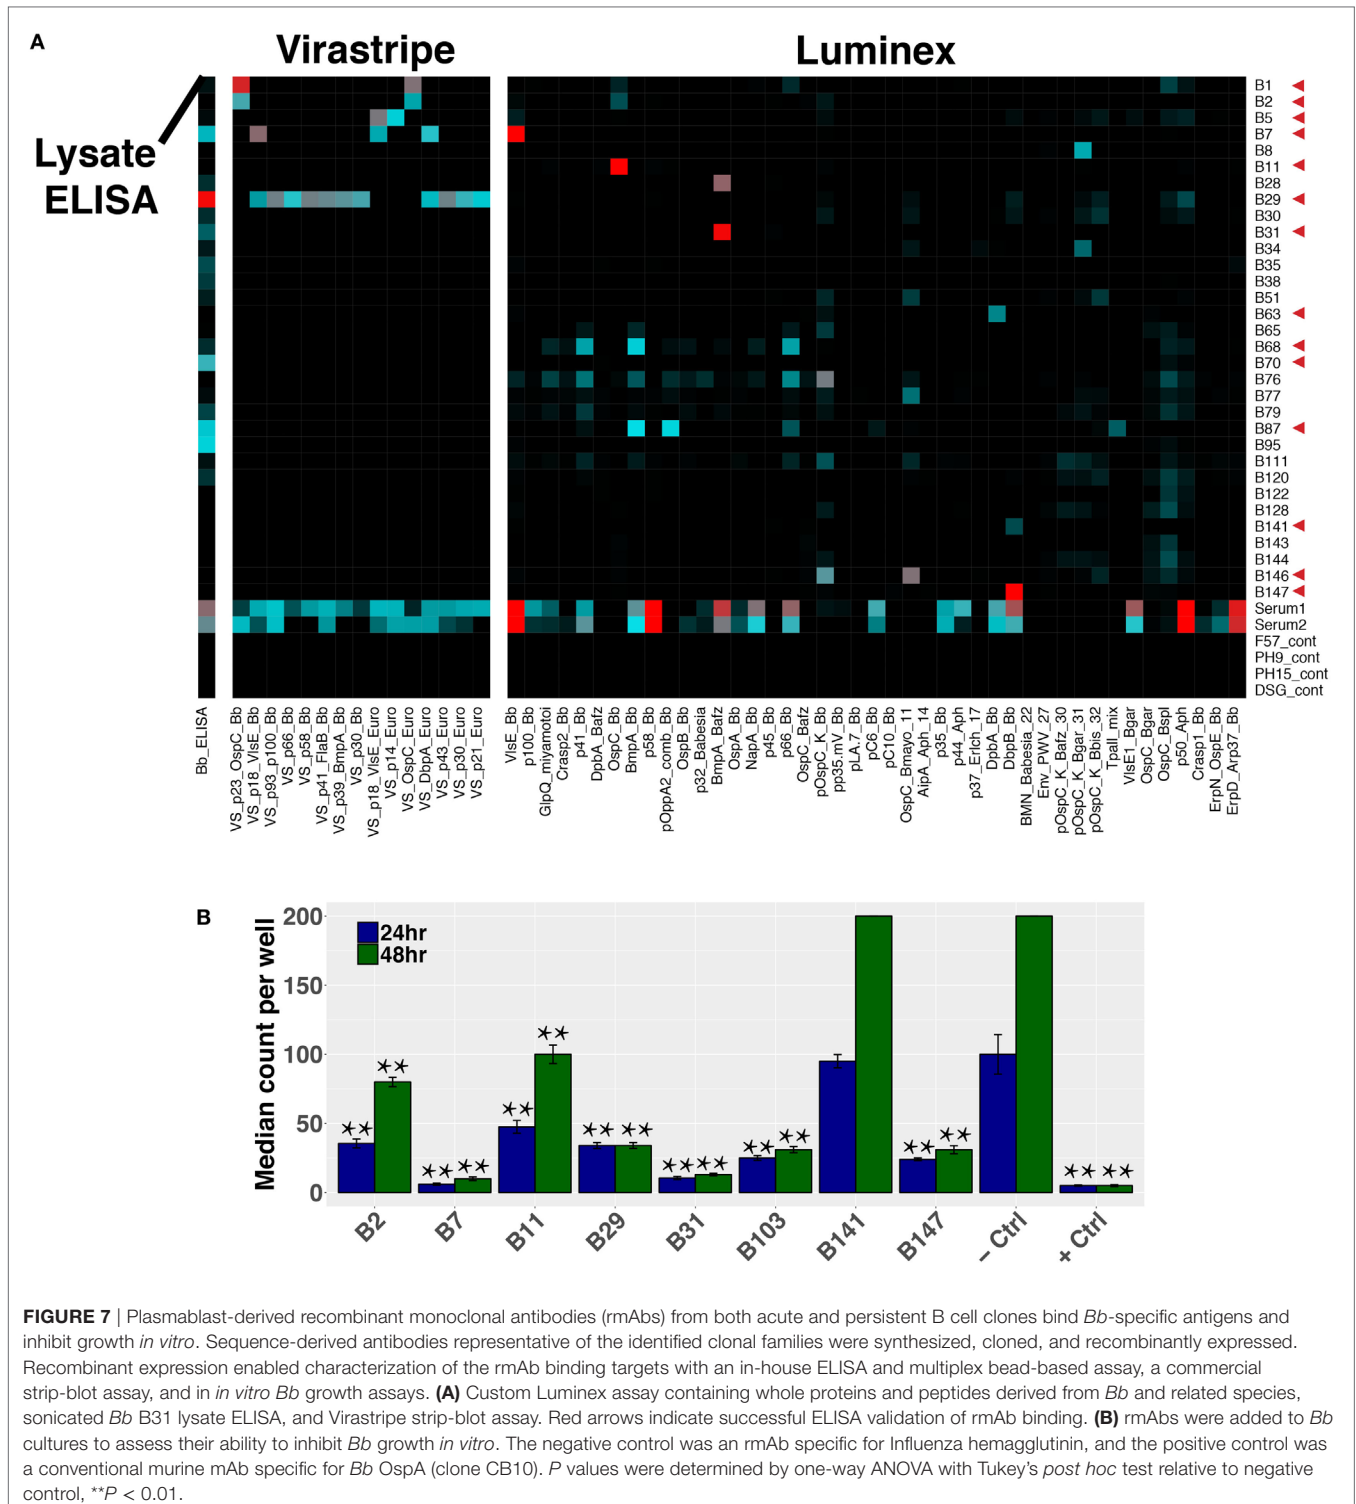 A
Virastripe
Luminex
Lysate
ELISA
B1
B2
B5
B7
B8
B11
B28
B29
B30
B31
B34
B35
B38
B51
B63
B65
B68
B70
B76
B77
B79
B87
B95
B111
B120
B122
B128
B141
B143
B144
B146
B147
Serum1
Serum2
F57_cont
PH9_cont
PH15_cont
DSG_cont
Bb_ELISA
VS_p23_OspC_Bb
VS_p18_VlsE_Bb
VS_p93_p100_Bb
VS_p66_Bb
VS_p58_Bb
VS_p41_FlaB_Bb
VS_p39_BmpA_Bb
VS_p30_Bb
VS_p18_VlsE_Euro
VS_p14_Euro
VS_OspC_Euro
VS_DbpA_Euro
VS_p43_Euro
VS_p30_Euro
VS_p21_Euro
VlsE_Bb
p100_Bb
GlpQ_miyamotoi
Crasp2_Bb
p41_Bb
DpbA_Bafz
OspC_Bb
BmpA_Bb
p58_Bb
pOppA2_comb_Bb
OspB_Bb
p32_Babesia
BmpA_Bafz
OspA_Bb
NapA_Bb
p45_Bb
p66_Bb
OspC_Bafz
pOspC_K_Bb
pp35.mV_Bb
pLA.7_Bb
pC6_Bb
pC10_Bb
OspC_Bmayo_11
AipA_Aph_14
p44_Aph
p37_Erlch_17
p35_Bb
DpbA_Bb
DbpB_Bb
BMN_Babesia_22
Env_PWV_27
pOspC_K_Bafz_30
pOspC_K_Bgar_31
pOspC_K_Bbis_32
Tpall_mix
VlsE1_Bgar
OspC_Bgar
OspC_Bspl
p50_Aph
Crasp1_Bb
ErpN_OspE_Bb
ErpD_Arp37_Bb
B
24hr
48hr
Median count per well
200
150
100
50
0
** ** ** ** ** ** ** ** ** ** ** ** ** ** ** **
B2 B7 B11 B29 B31 B103 B141 B147 – Ctrl + Ctrl
FIGURE 7 | Plasmablast-derived recombinant monoclonal antibodies (rmAbs) from both acute and persistent B cell clones bind Bb-specific antigens and
inhibit growth in vitro. Sequence-derived antibodies representative of the identified clonal families were synthesized, cloned, and recombinantly expressed.
Recombinant expression enabled characterization of the rmAb binding targets with an in-house ELISA and multiplex bead-based assay, a commercial
strip-blot assay, and in in vitro Bb growth assays. (A) Custom Luminex assay containing whole proteins and peptides derived from Bb and related species,
sonicated Bb B31 lysate ELISA, and Virastripe strip-blot assay. Red arrows indicate successful ELISA validation of rmAb binding. (B) rmAbs were added to Bb
cultures to assess their ability to inhibit Bb growth in vitro. The negative control was an rmAb specific for Influenza hemagglutinin, and the positive control was
a conventional murine mAb specific for Bb OspA (clone CB10). P values were determined by one-way ANOVA with Tukey's post hoc test relative to negative
control, **P < 0.01.